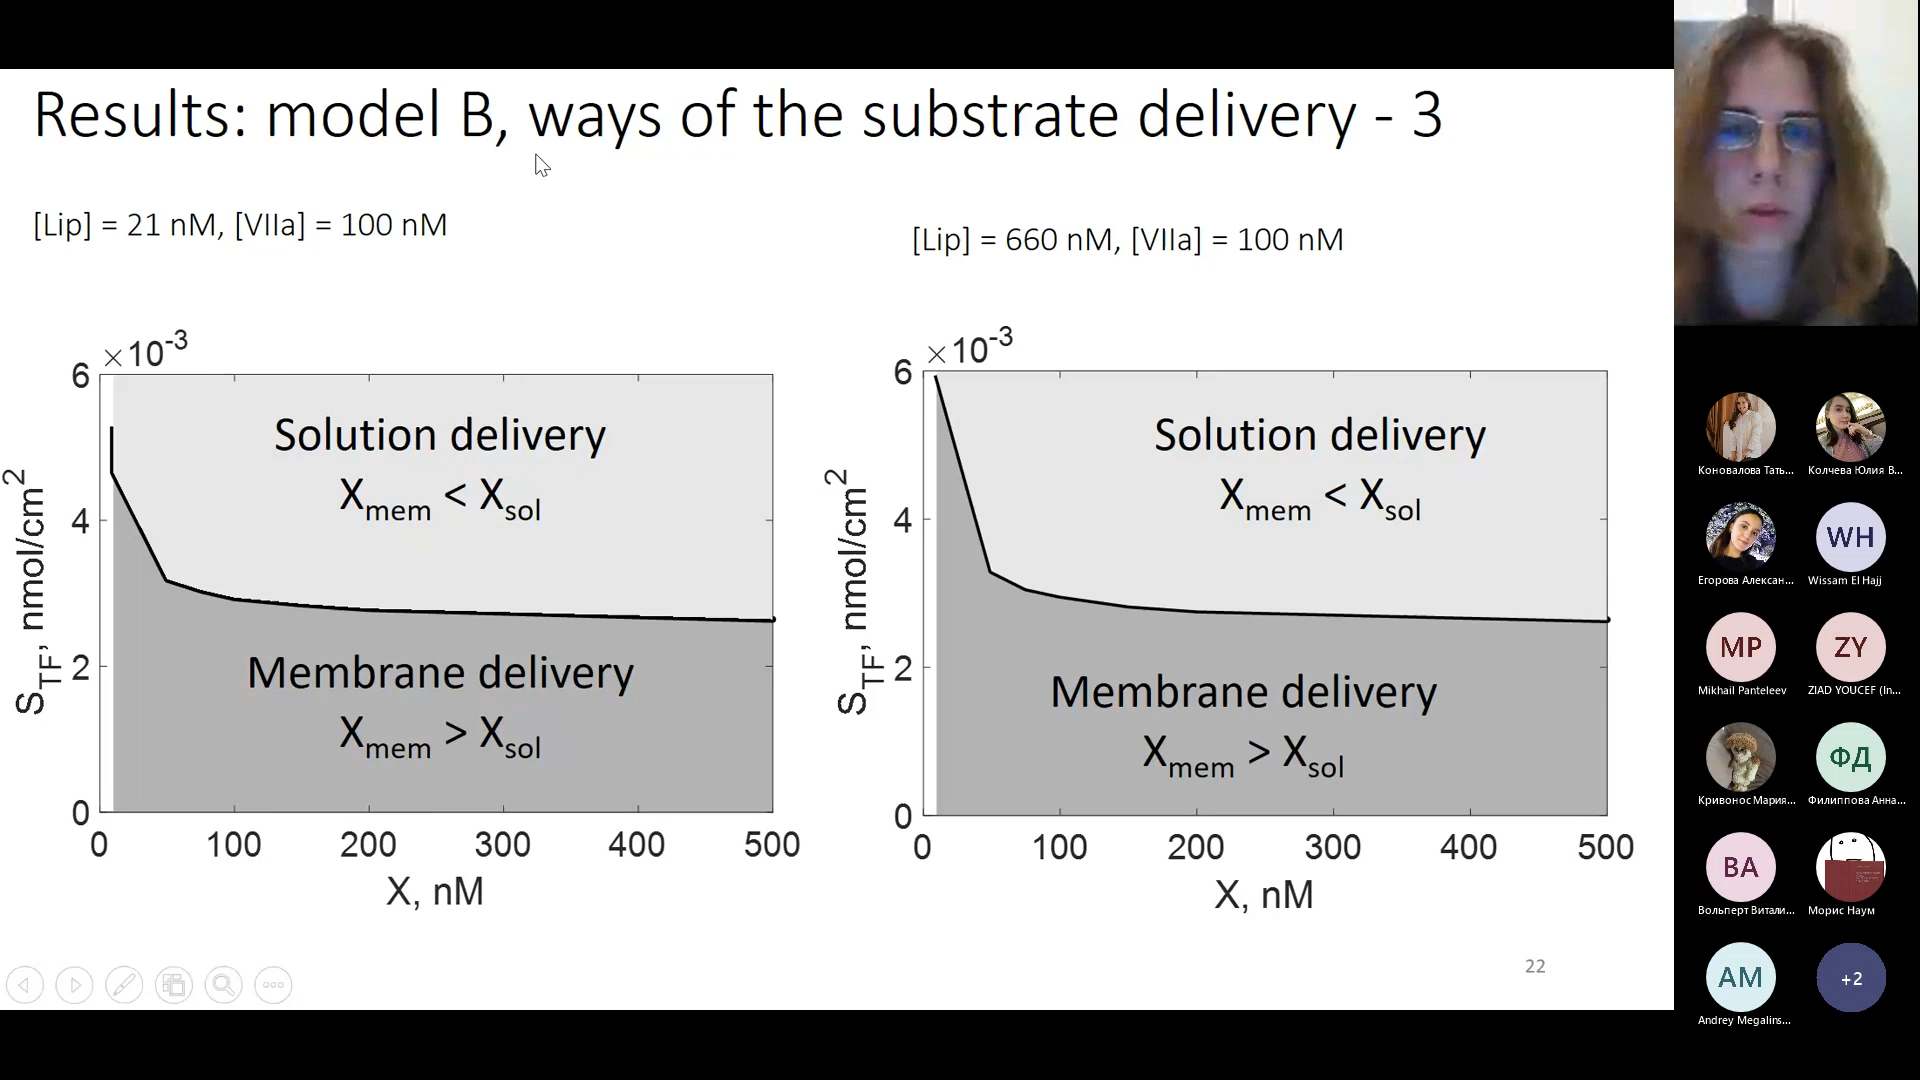 Results: model B, ways of the substrate delivery - 3
[Lip] = 21 nM, [VIIa] = 100 nM
×10-3
6
4
2
0
STF, nmol/cm2
Solution delivery
Xmem < Xsol
Membrane delivery
Xmem > Xsol
0 100 200 300 400 500
X, nM
[Lip] = 660 nM, [VIIa] = 100 nM
×10-3
6
4
2
0
STF, nmol/cm2
Solution delivery
Xmem < Xsol
Membrane delivery
Xmem > Xsol
0 100 200 300 400 500
X, nM
22
Коновалова Тать...
Колчева Юлия В...
Егорова Алексан...
WH
Wissam El Hajj
MP
Mikhail Panteleev
ZY
ZIAD YOUCEF (In...
Кривонос Мария...
ФД
Филиппова Анна...
ВА
Вольперт Витали...
Морис Наум
AM
Andrey Megalins...
+2